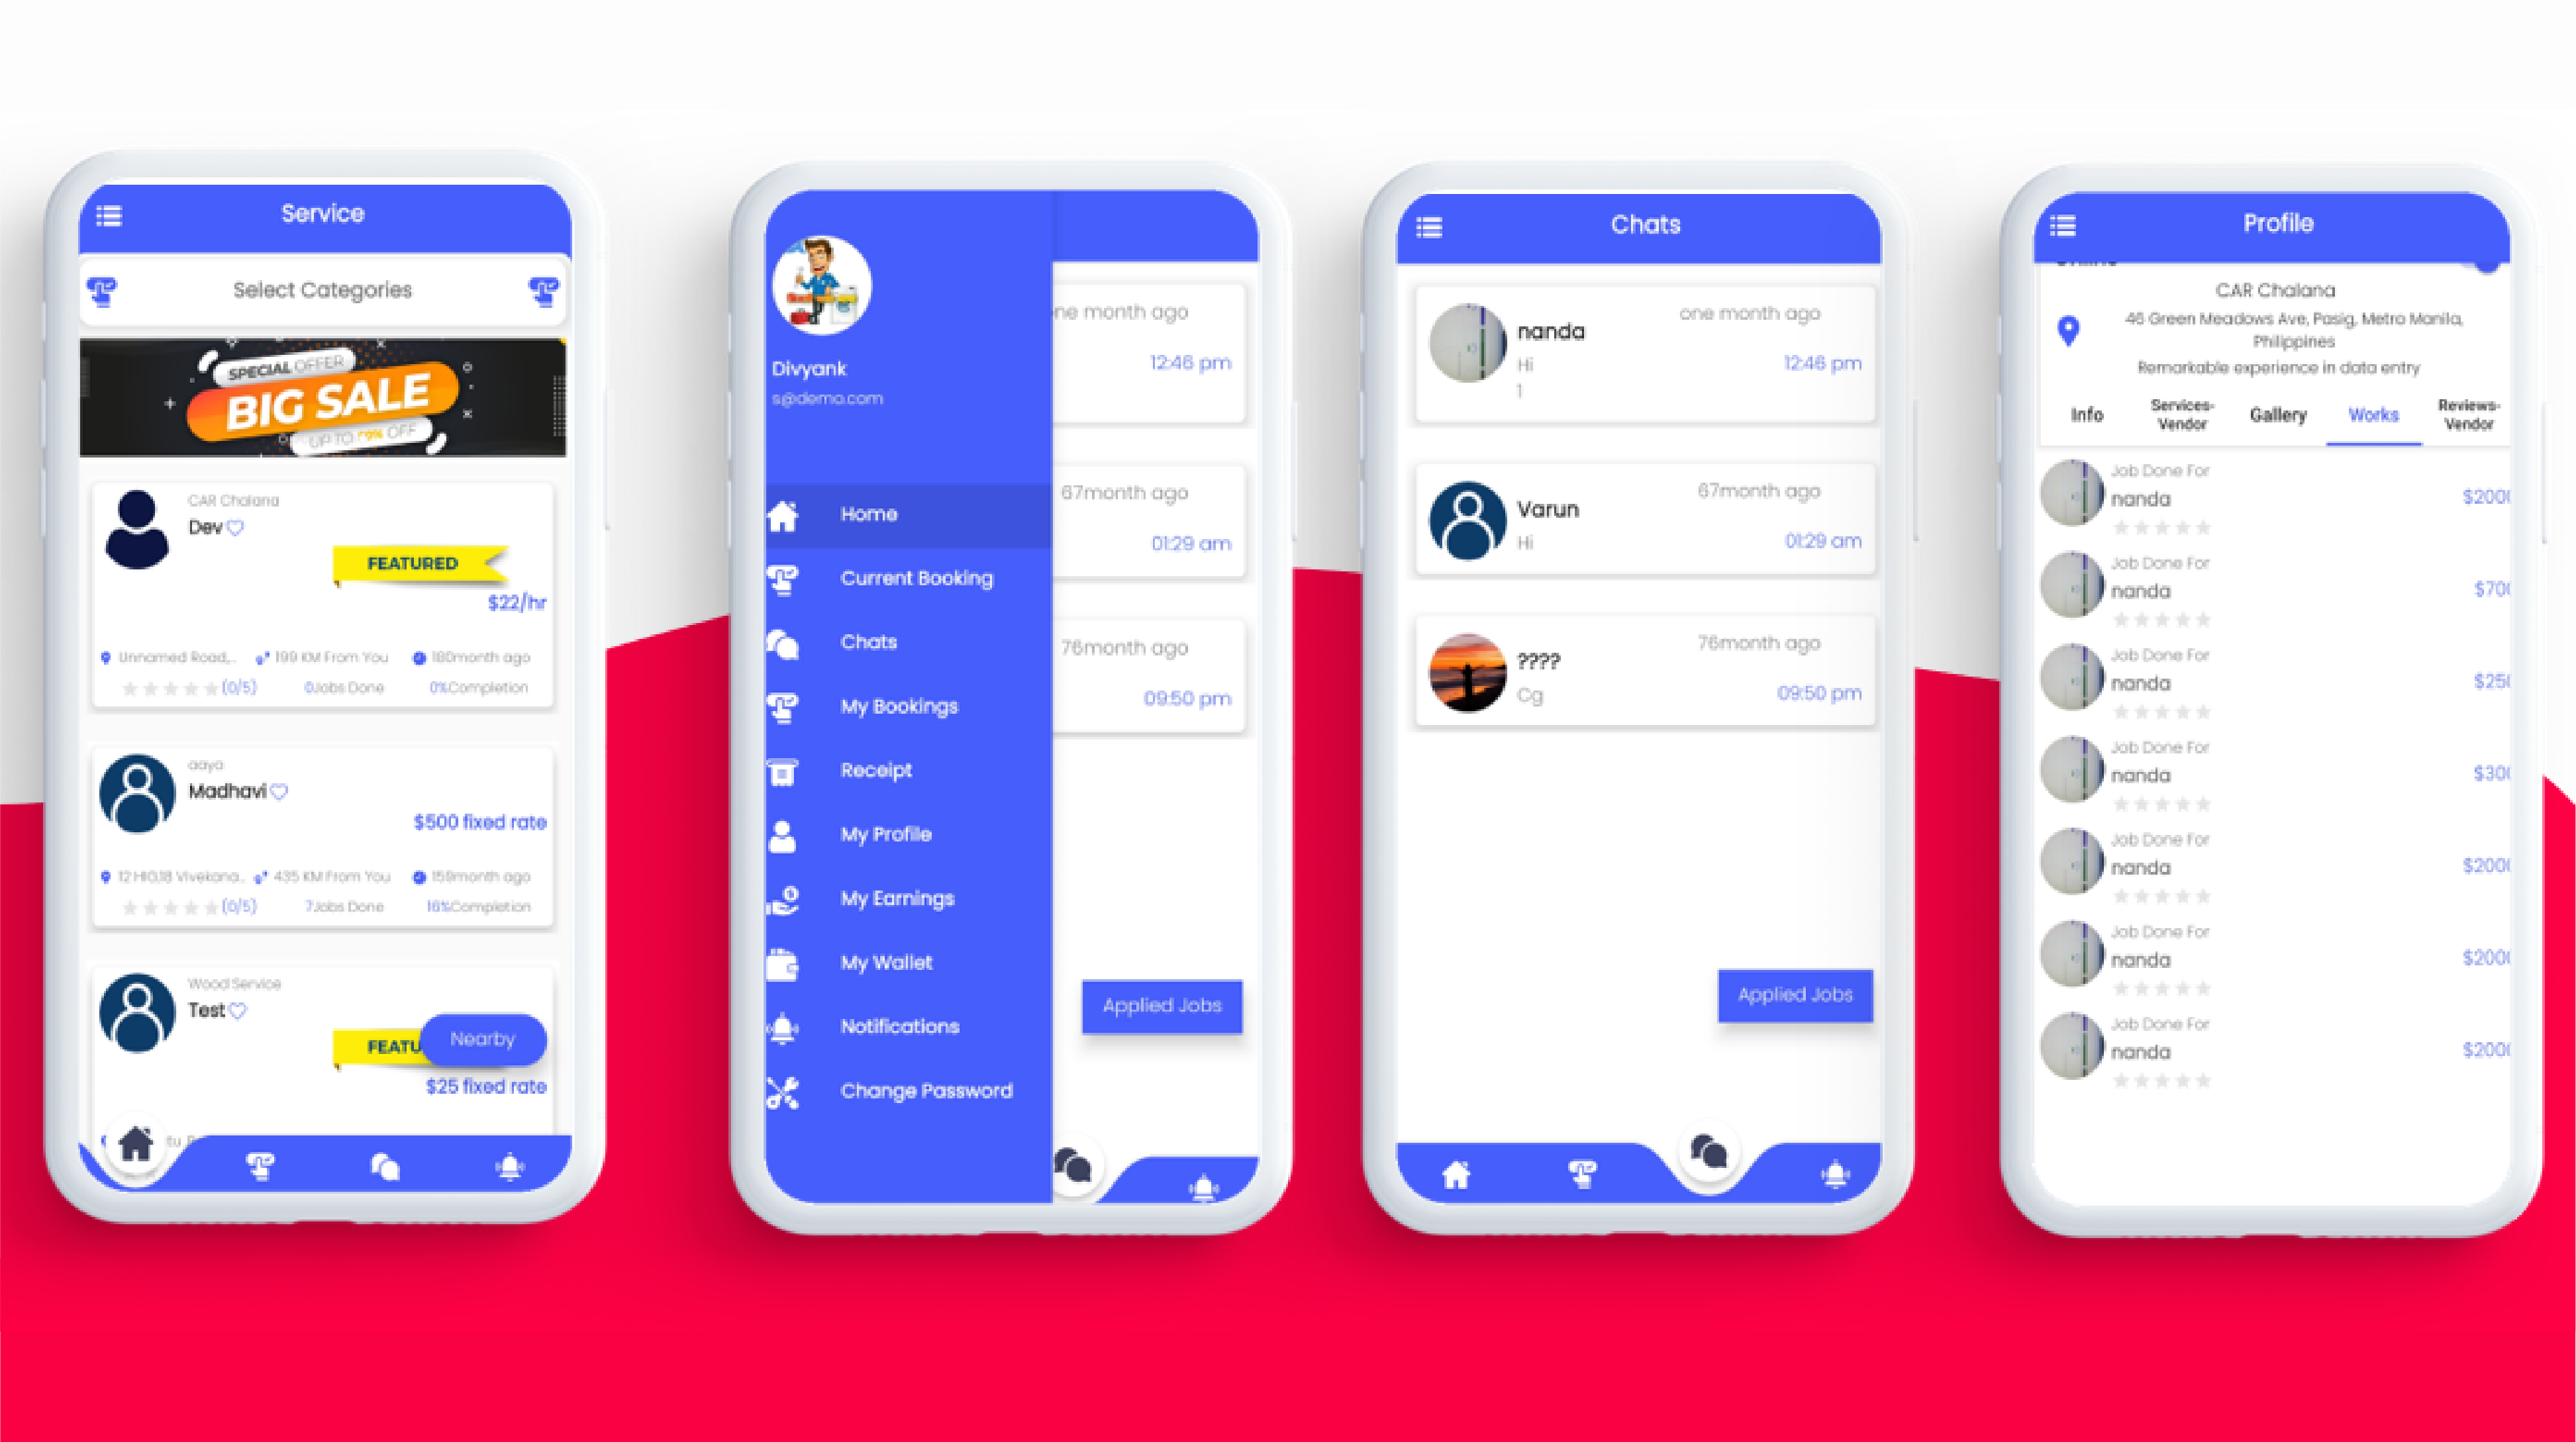 Service
Select Categories
SPECIAL OFFER
BIG SALE
UP TO OFF
CAR Chalana
Dev
FEATURED
$22/hr
Unnamed Road,.. 199 KM From You 180month ago
(0/5) 0Jobs Done 0%Completion
aaya
Madhavi
$500 fixed rate
12 HIG,18 Vivekana.. 435 KM From You 159month ago
(0/5) 7Jobs Done 16%Completion
Wood Service
Test
FEATU
Nearby
$25 fixed rate
Divyank
s@demo.com
Home
Current Booking
Chats
My Bookings
Receipt
My Profile
My Earnings
My Wallet
Notifications
Change Password
ne month ago
12:46 pm
67month ago
01:29 am
76month ago
09:50 pm
Applied Jobs
Chats
nanda one month ago
Hi 12:46 pm
1
67month ago
Varun
Hi 01:29 am
76month ago
????
Cg 09:50 pm
Applied Jobs
Profile
CAR Chalana
46 Green Meadows Ave, Pasig, Metro Manila,
Philippines
Remarkable experience in data entry
Info Services-Vendor Gallery Works Reviews-Vendor
Job Done For
nanda $200
Job Done For
nanda $70
Job Done For
nanda $25
Job Done For
nanda $30
Job Done For
nanda $200
Job Done For
nanda $200
Job Done For
nanda $200